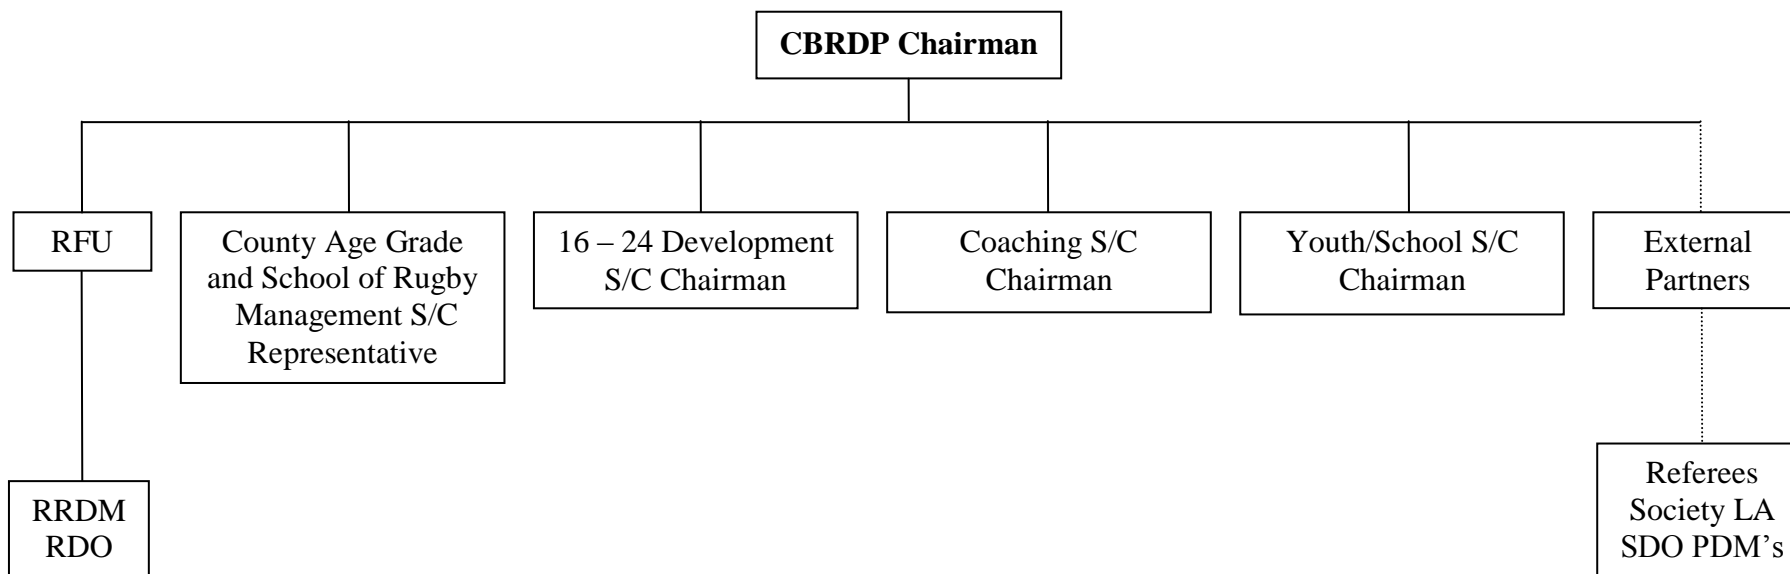 CBRDP Chairman
RFU
County Age Grade
and School of Rugby
Management S/C
Representative
16 – 24 Development
S/C Chairman
Coaching S/C
Chairman
Youth/School S/C
Chairman
External
Partners
RRDM
RDO
Referees
Society LA
SDO PDM’s